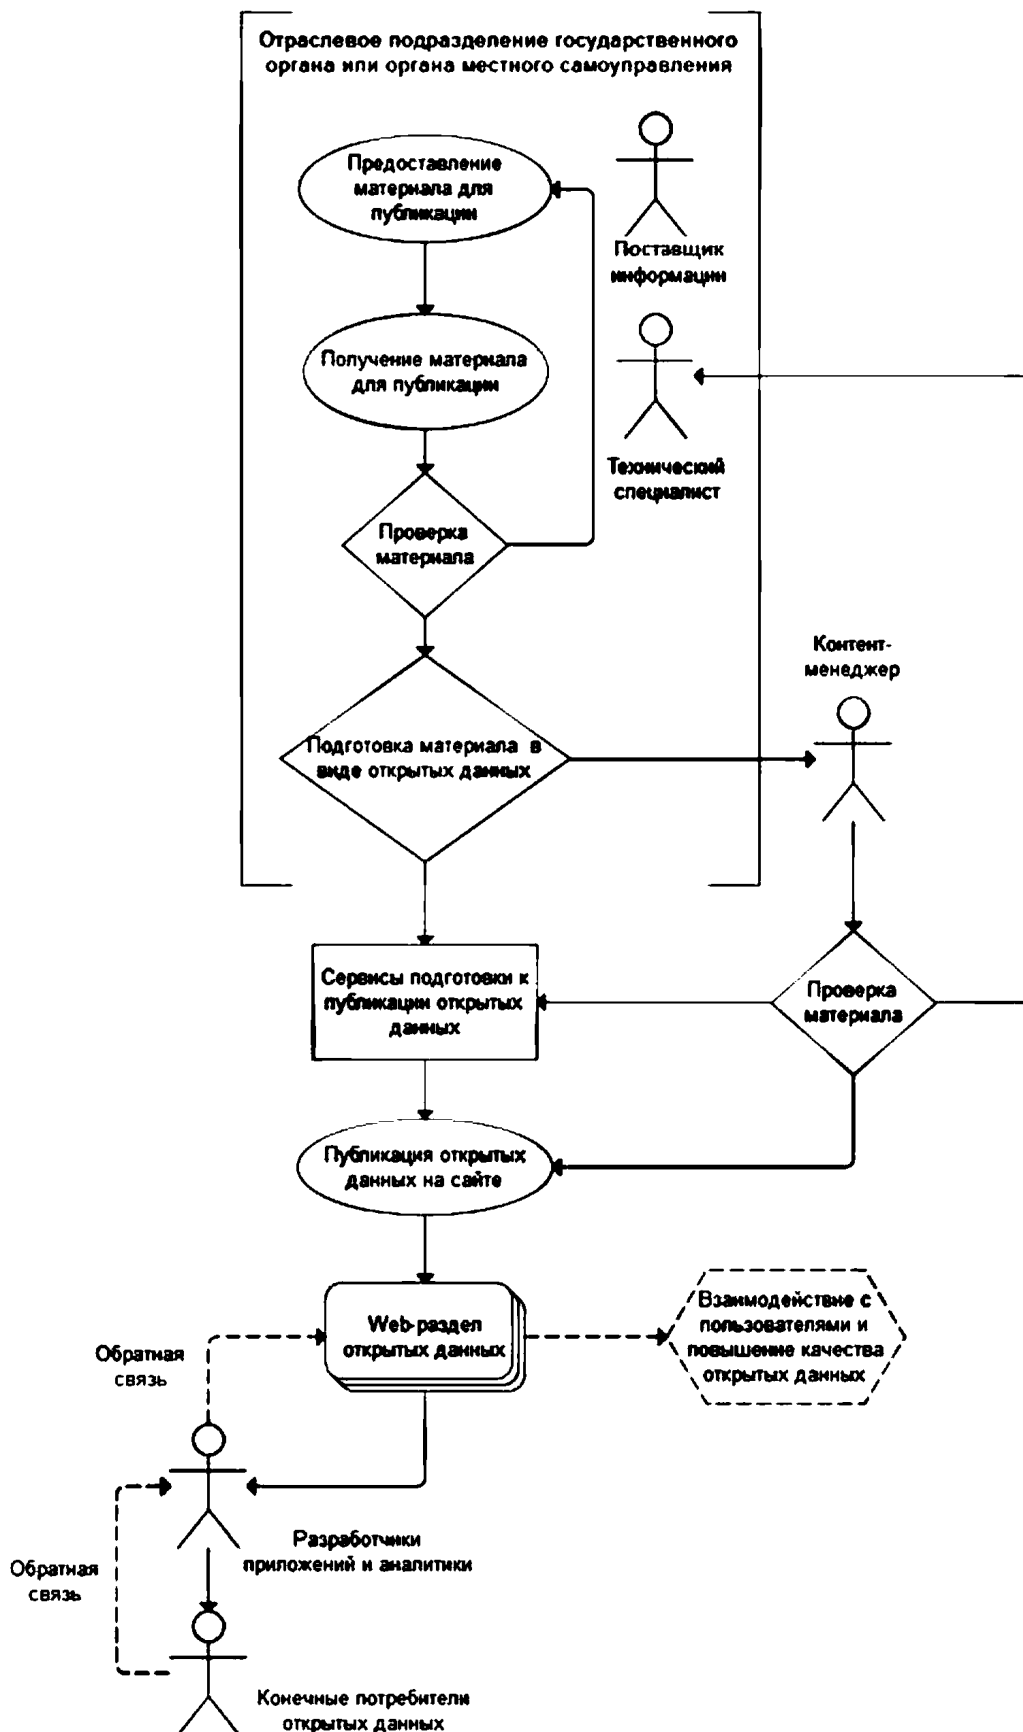 Отраслевое подразделение государственного
органа или органа местного самоуправления
Предоставление
материала для
публикации
Поставщик
информации
Получение материала
для публикации
Технический
специалист
Проверка
материала
Контент-
менеджер
Подготовка материала в
виде открытых данных
Сервисы подготовки к
публикации открытых
данных
Проверка
материала
Публикация открытых
данных на сайте
Web-раздел
открытых данных
Взаимодействие с
пользователями и
повышение качества
открытых данных
Обратная
связь
Разработчики
приложений и аналитики
Обратная
связь
Конечные потребители
открытых данных